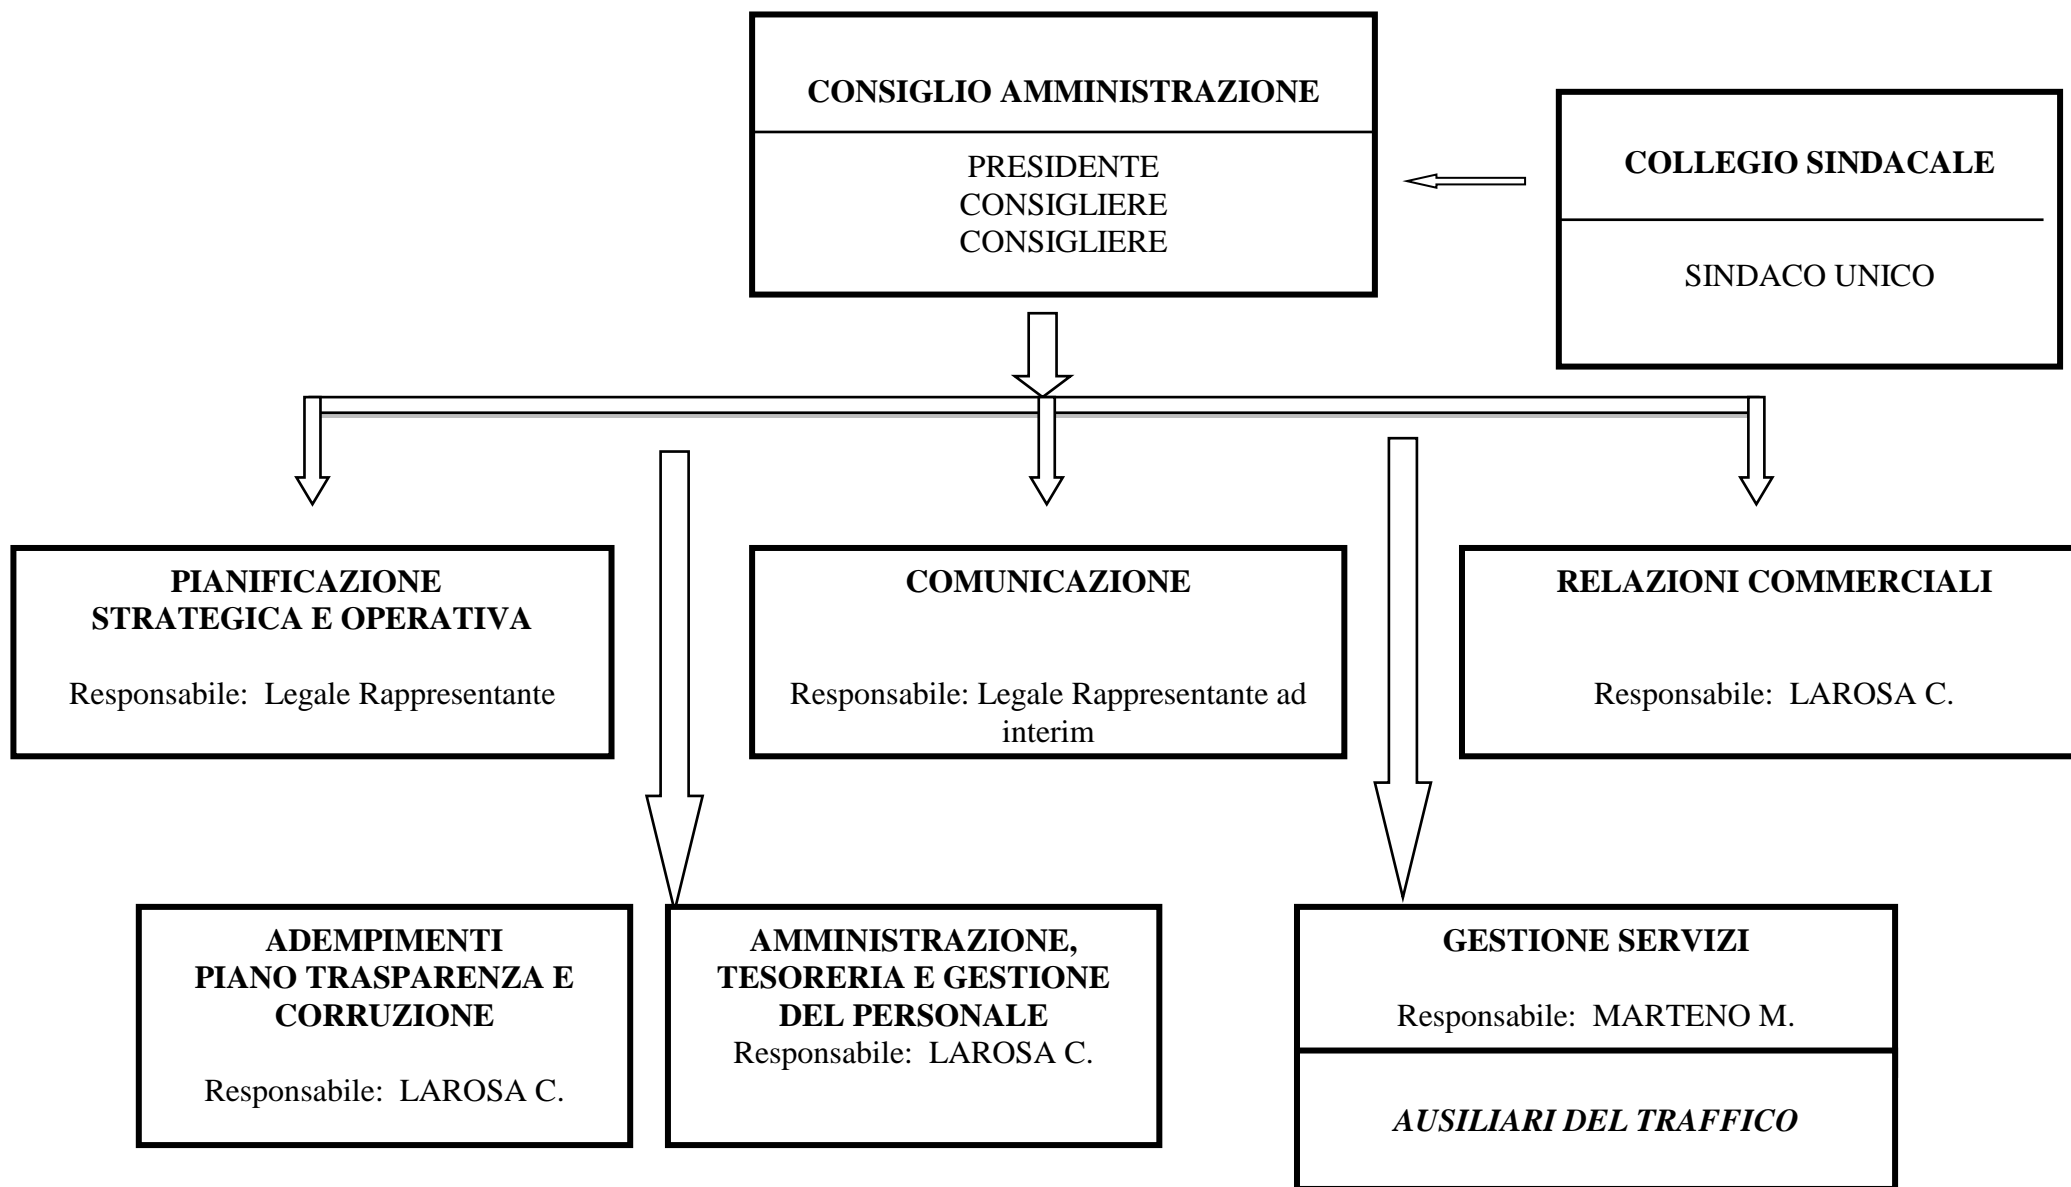 CONSIGLIO AMMINISTRAZIONE
PRESIDENTE
CONSIGLIERE
CONSIGLIERE
COLLEGIO SINDACALE
SINDACO UNICO
PIANIFICAZIONE
STRATEGICA E OPERATIVA
Responsabile: Legale Rappresentante
COMUNICAZIONE
Responsabile: Legale Rappresentante ad
interim
RELAZIONI COMMERCIALI
Responsabile: LAROSA C.
ADEMPIMENTI
PIANO TRASPARENZA E
CORRUZIONE
Responsabile: LAROSA C.
AMMINISTRAZIONE,
TESORERIA E GESTIONE
DEL PERSONALE
Responsabile: LAROSA C.
GESTIONE SERVIZI
Responsabile: MARTENO M.
AUSILIARI DEL TRAFFICO